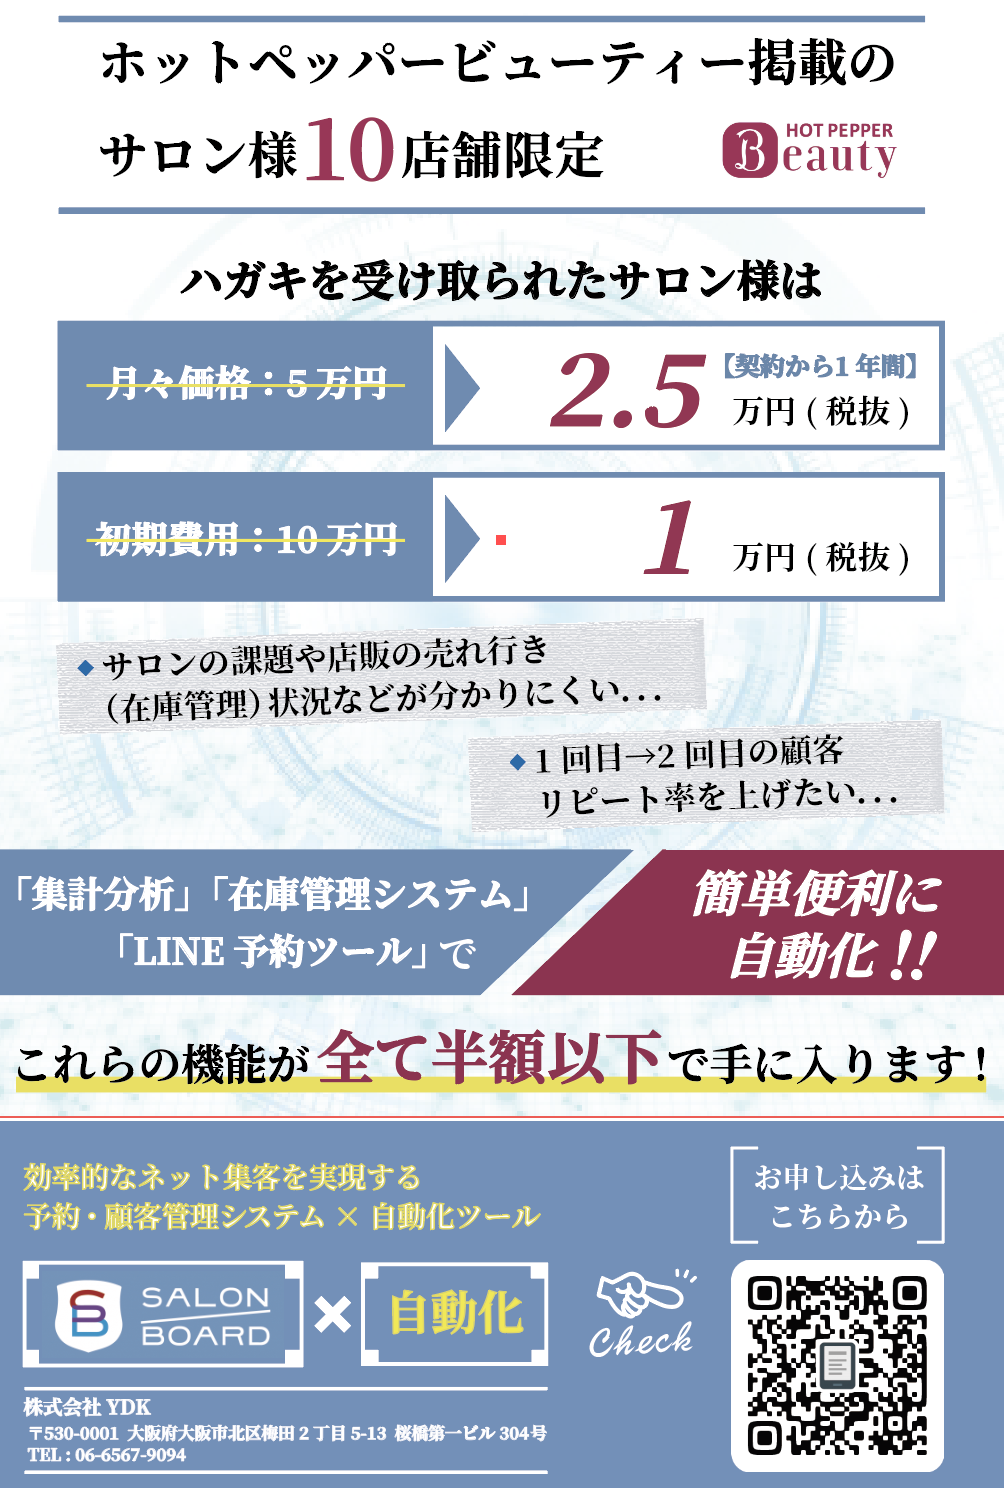 ホットペッパービューティー掲載の
サロン様10店舗限定
HOT PEPPER
Beauty
ハガキを受け取られたサロン様は
月々価格：5万円
2.5
【契約から1年間】
万円(税抜)
初期費用：10万円
1
万円(税抜)
◆サロンの課題や店販の売れ行き
（在庫管理）状況などが分かりにくい...
◆1回目→2回目の顧客
リピート率を上げたい...
「集計分析」「在庫管理システム」
「LINE予約ツール」で
簡単便利に
自動化!!
これらの機能が全て半額以下で手に入ります!
効率的なネット集客を実現する
予約・顧客管理システム×自動化ツール
お申し込みは
こちらから
SB
SALON
BOARD
×
自動化
Check
株式会社 YDK
〒530-0001 大阪府大阪市北区梅田2丁目5-13 桜橋第一ビル304号
TEL : 06-6567-9094